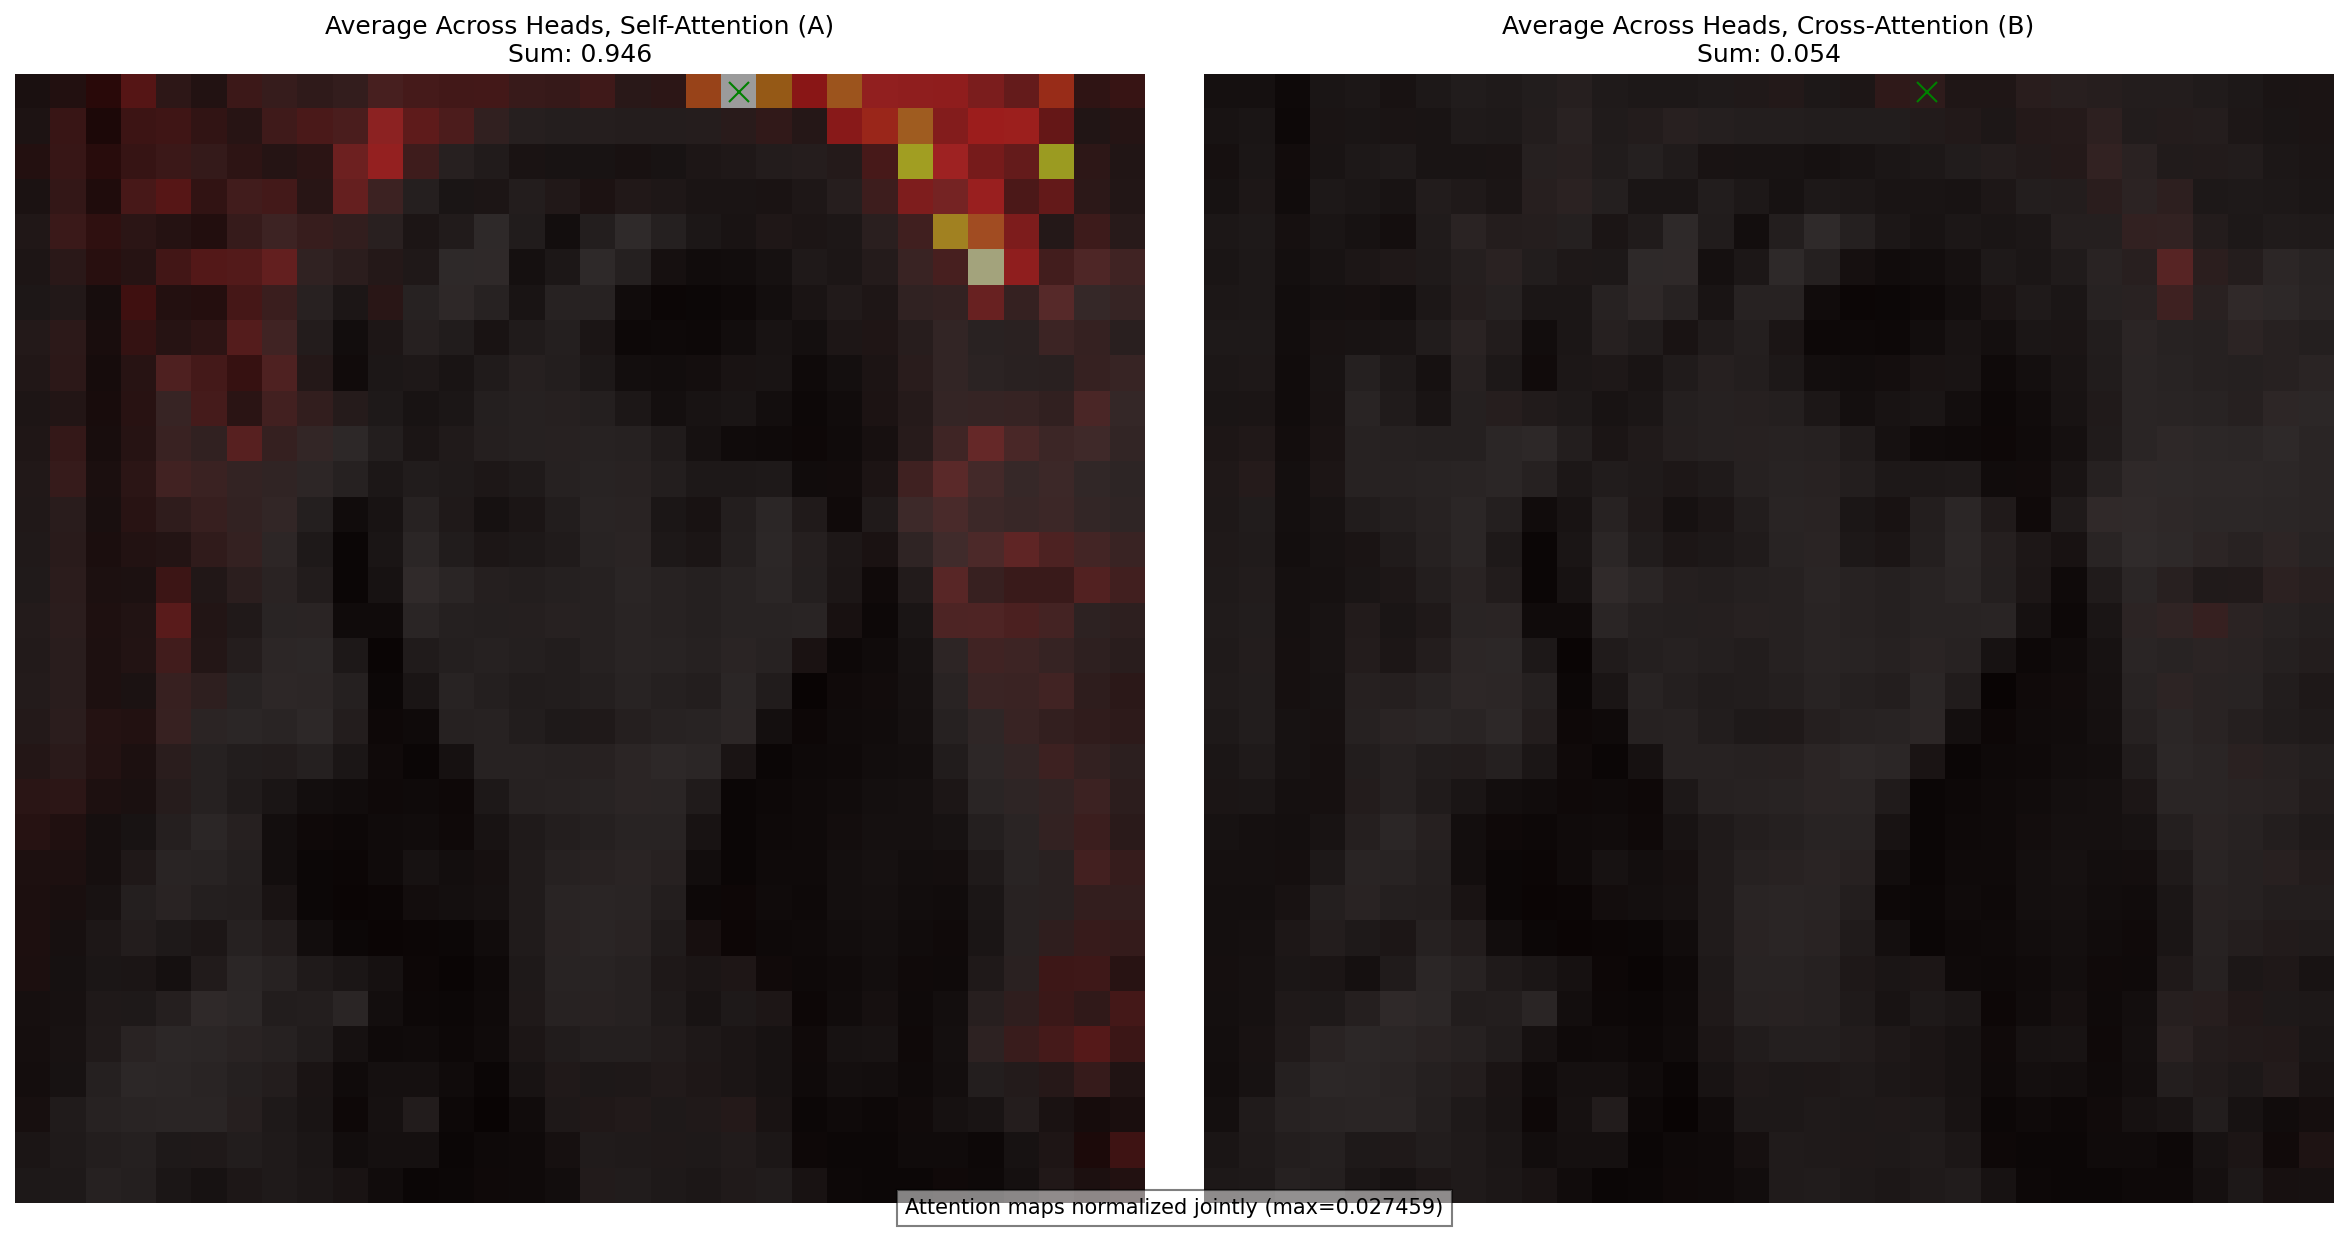 Average Across Heads, Self-Attention (A)
Sum: 0.946
Average Across Heads, Cross-Attention (B)
Sum: 0.054
Attention maps normalized jointly (max=0.027459)